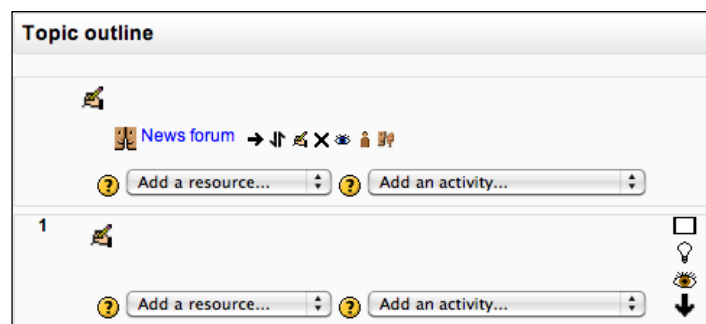 Topic outline
News forum
Add a resource... Add an activity...
1
Add a resource... Add an activity...